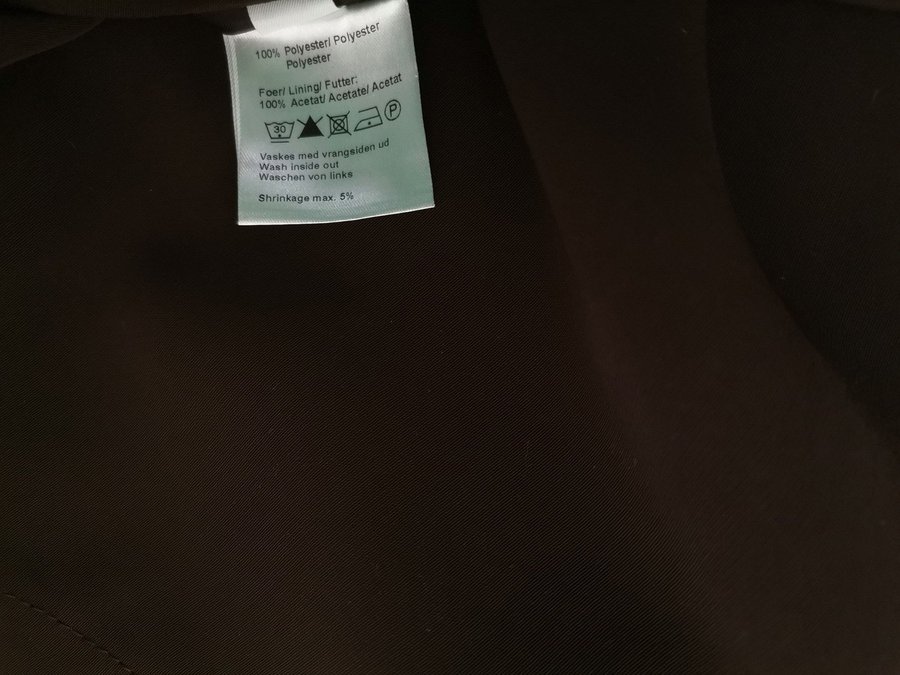 100% Polyester/ Polyester
Polyester
Foer/ Lining/ Futter:
100% Acetat/ Acetate/ Acetat
30 P
Vaskes med vrangsiden ud
Wash inside out
Waschen von links
Shrinkage max. 5%